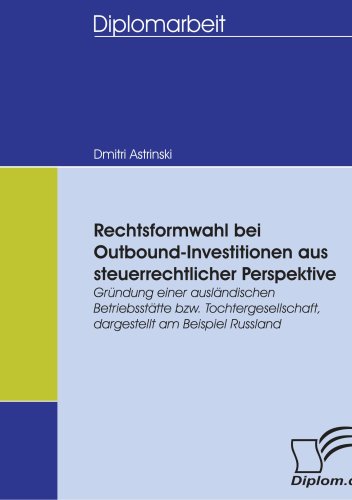 Diplomarbeit
Dmitri Astrinski
Rechtsformwahl bei
Outbound-Investitionen aus
steuerrechtlicher Perspektive
Gründung einer ausländischen
Betriebsstätte bzw. Tochtergesellschaft,
dargestellt am Beispiel Russland
Diplom.